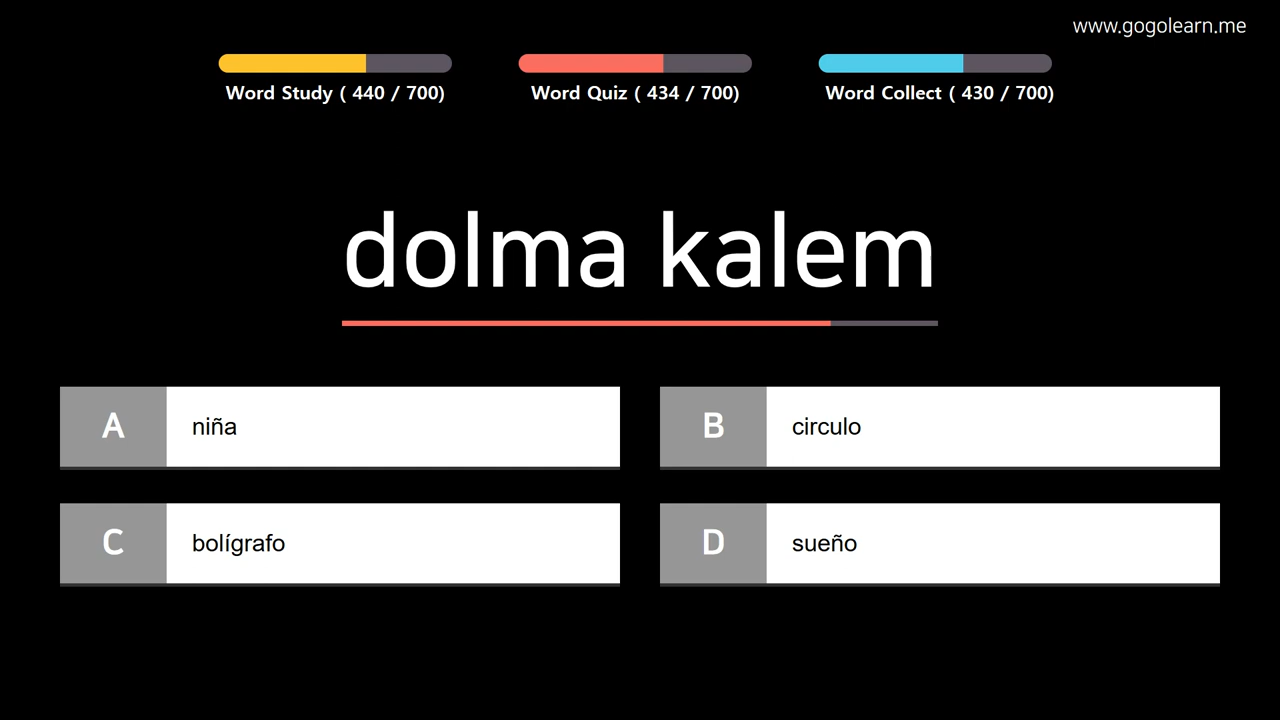 www.gogolearn.me
Word Study ( 440 / 700)
Word Quiz ( 434 / 700)
Word Collect ( 430 / 700)
dolma kalem
A niña
B circulo
C bolígrafo
D sueño